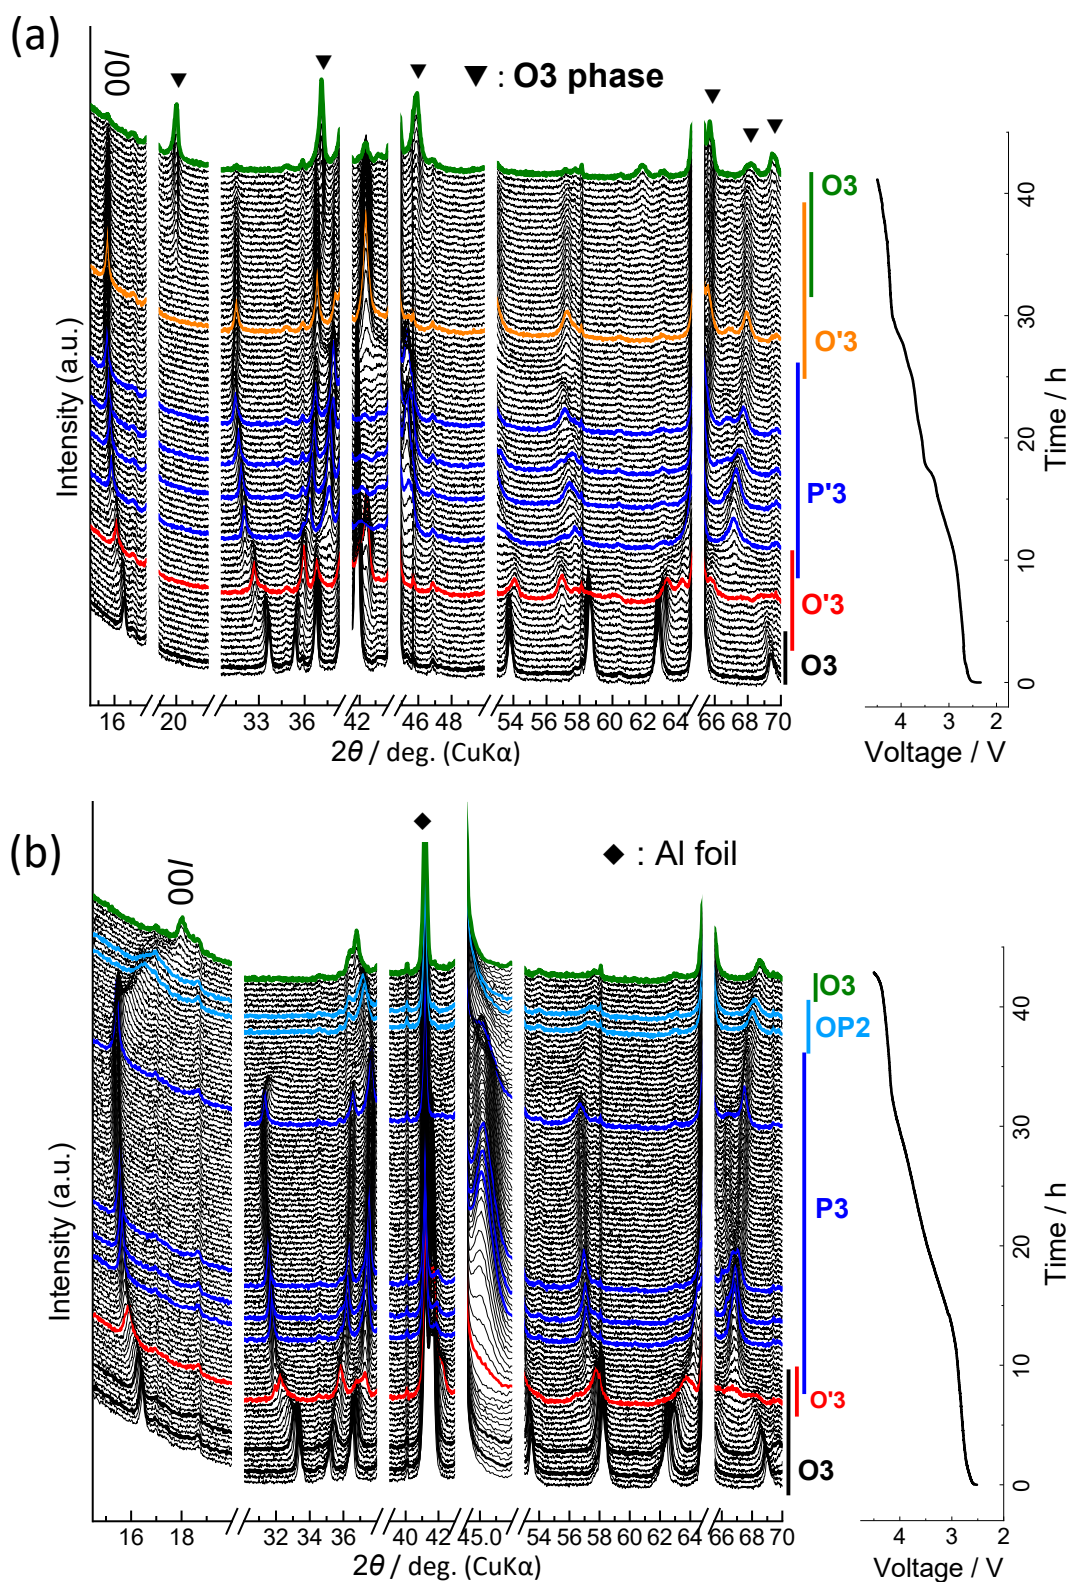 (a)
00l
▼ : O3 phase
Intensity (a.u.)
O3
O'3
P'3
O'3
O3
40
30
20
10
0
Time / h
16 20 33 36 42 46 48 54 56 58 60 62 64 66 68 70
4 3 2
2θ / deg. (CuKα)
Voltage / V
(b)
00l
◆ : Al foil
Intensity (a.u.)
O3
OP2
P3
O'3
O3
40
30
20
10
0
Time / h
16 18 32 34 36 40 42 45.0 54 57 58 60 62 64 66 68 70
4 3 2
2θ / deg. (CuKα)
Voltage / V